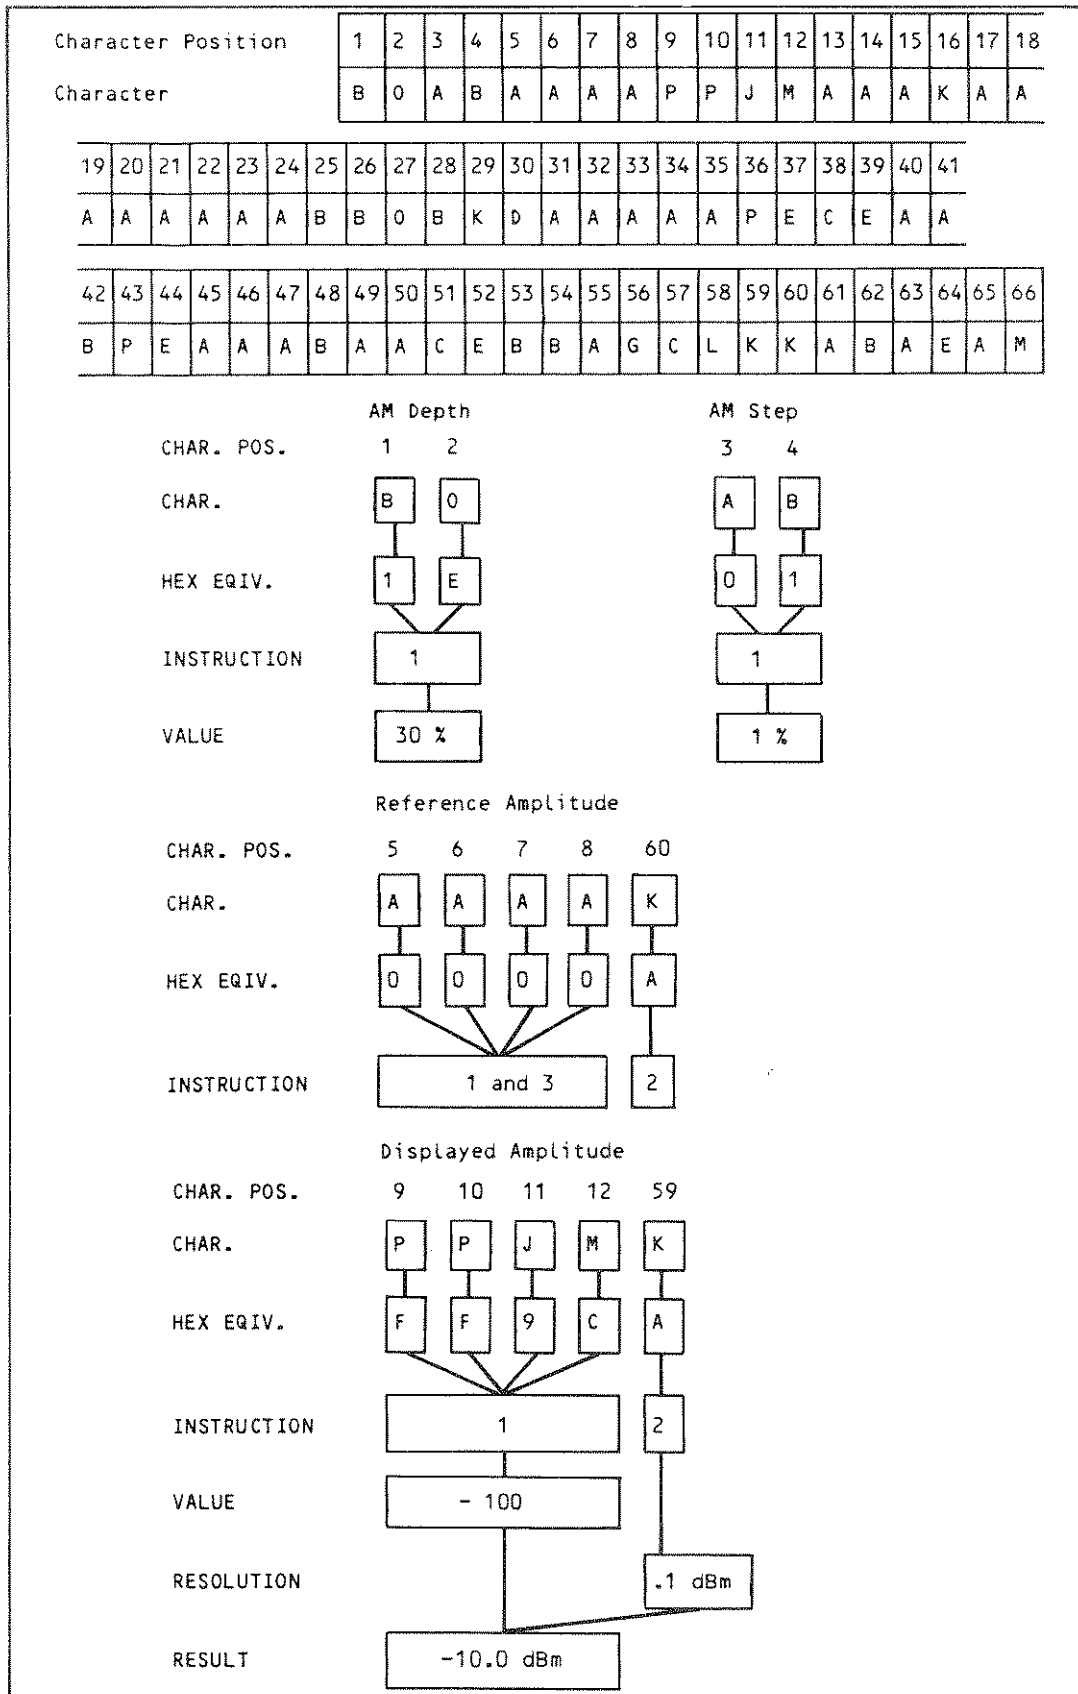 Character Position 1 2 3 4 5 6 7 8 9 10 11 12 13 14 15 16 17 18
Character B O A B A A A A P P J M A A A K A A
19 20 21 22 23 24 25 26 27 28 29 30 31 32 33 34 35 36 37 38 39 40 41
A A A A A A B B O B K D A A A A A P E C E A A
42 43 44 45 46 47 48 49 50 51 52 53 54 55 56 57 58 59 60 61 62 63 64 65 66
B P E A A A B A A C E B B A G C L K K A B A E A M
AM Depth AM Step
CHAR. POS. 1 2 3 4
CHAR. B O A B
HEX EQIV. 1 E 0 1
INSTRUCTION 1 1
VALUE 30 % 1 %
Reference Amplitude
CHAR. POS. 5 6 7 8 60
CHAR. A A A A K
HEX EQIV. 0 0 0 0 A
INSTRUCTION 1 and 3 2
Displayed Amplitude
CHAR. POS. 9 10 11 12 59
CHAR. P P J M K
HEX EQIV. F F 9 C A
INSTRUCTION 1 2
VALUE - 100
RESOLUTION .1 dBm
RESULT -10.0 dBm